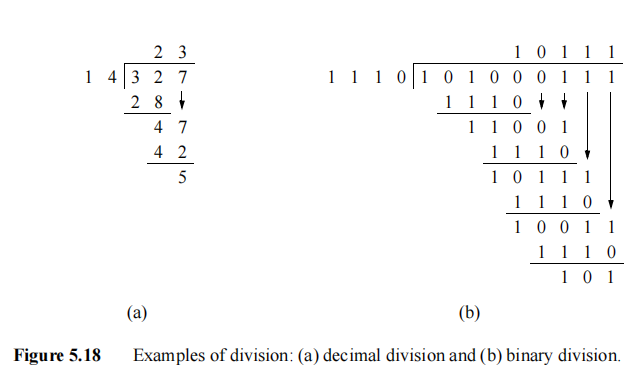 2 3
1 4 3 2 7
2 8
4 7
4 2
5
(a)
1 0 1 1 1
1 1 1 0 1 0 1 0 0 0 1 1 1
1 1 1 0
1 1 0 0 1
1 1 1 0
1 0 1 1 1
1 1 1 0
1 0 0 1 1
1 1 1 0
1 0 1
(b)
Figure 5.18 Examples of division: (a) decimal division and (b) binary division.